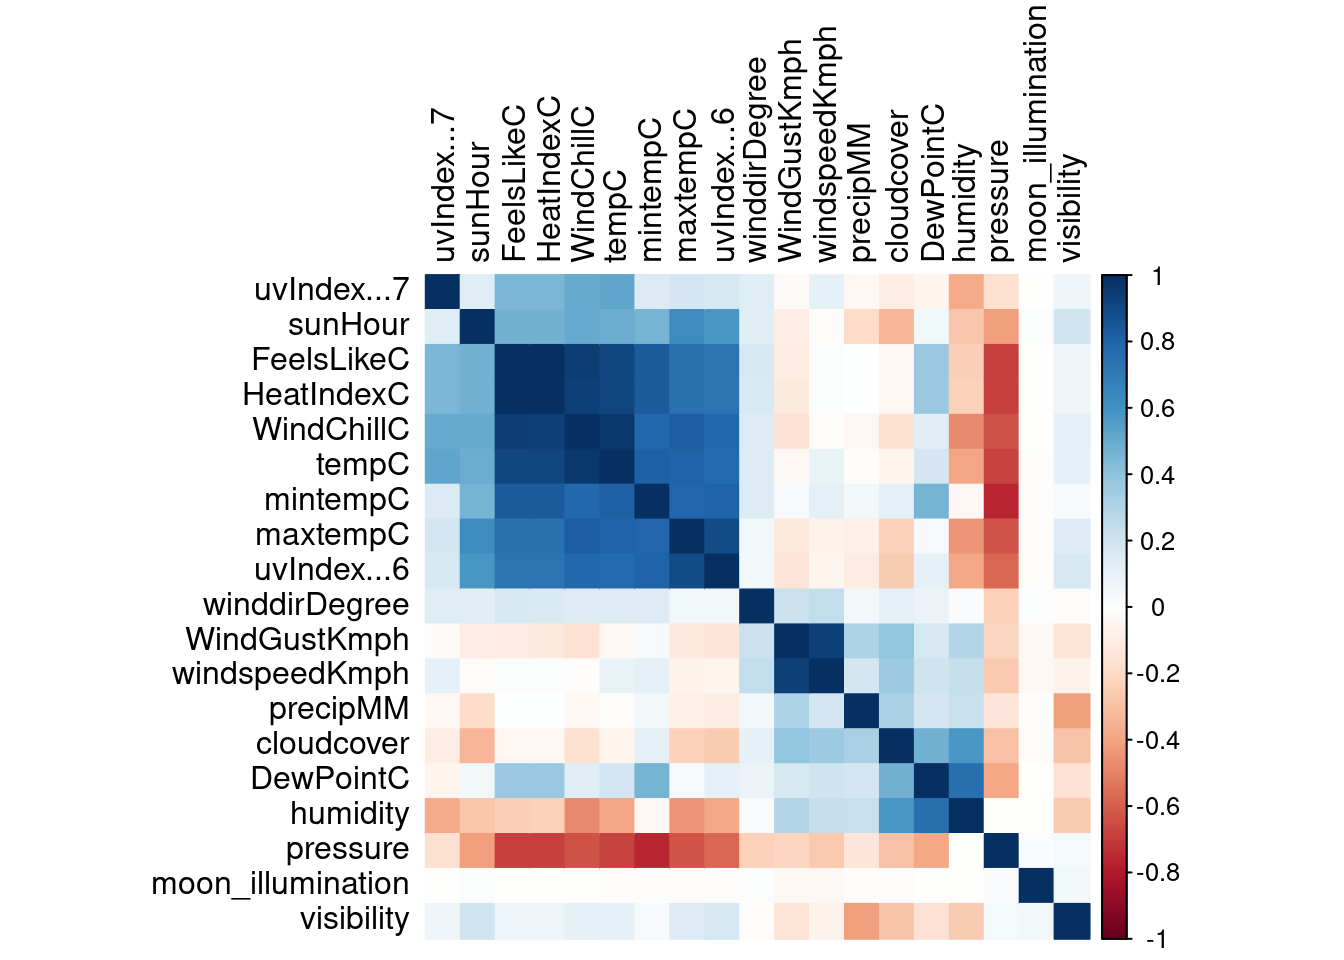 uvIndex...7
sunHour
FeelsLikeC
HeatIndexC
WindChillC
tempC
mintempC
maxtempC
uvIndex...6
winddirDegree
WindGustKmph
windspeedKmph
precipMM
cloudcover
DewPointC
humidity
pressure
moon_illumination
visibility
uvIndex...7
sunHour
FeelsLikeC
HeatIndexC
WindChillC
tempC
mintempC
maxtempC
uvIndex...6
winddirDegree
WindGustKmph
windspeedKmph
precipMM
cloudcover
DewPointC
humidity
pressure
moon_illumination
visibility
1
0.8
0.6
0.4
0.2
0
-0.2
-0.4
-0.6
-0.8
-1